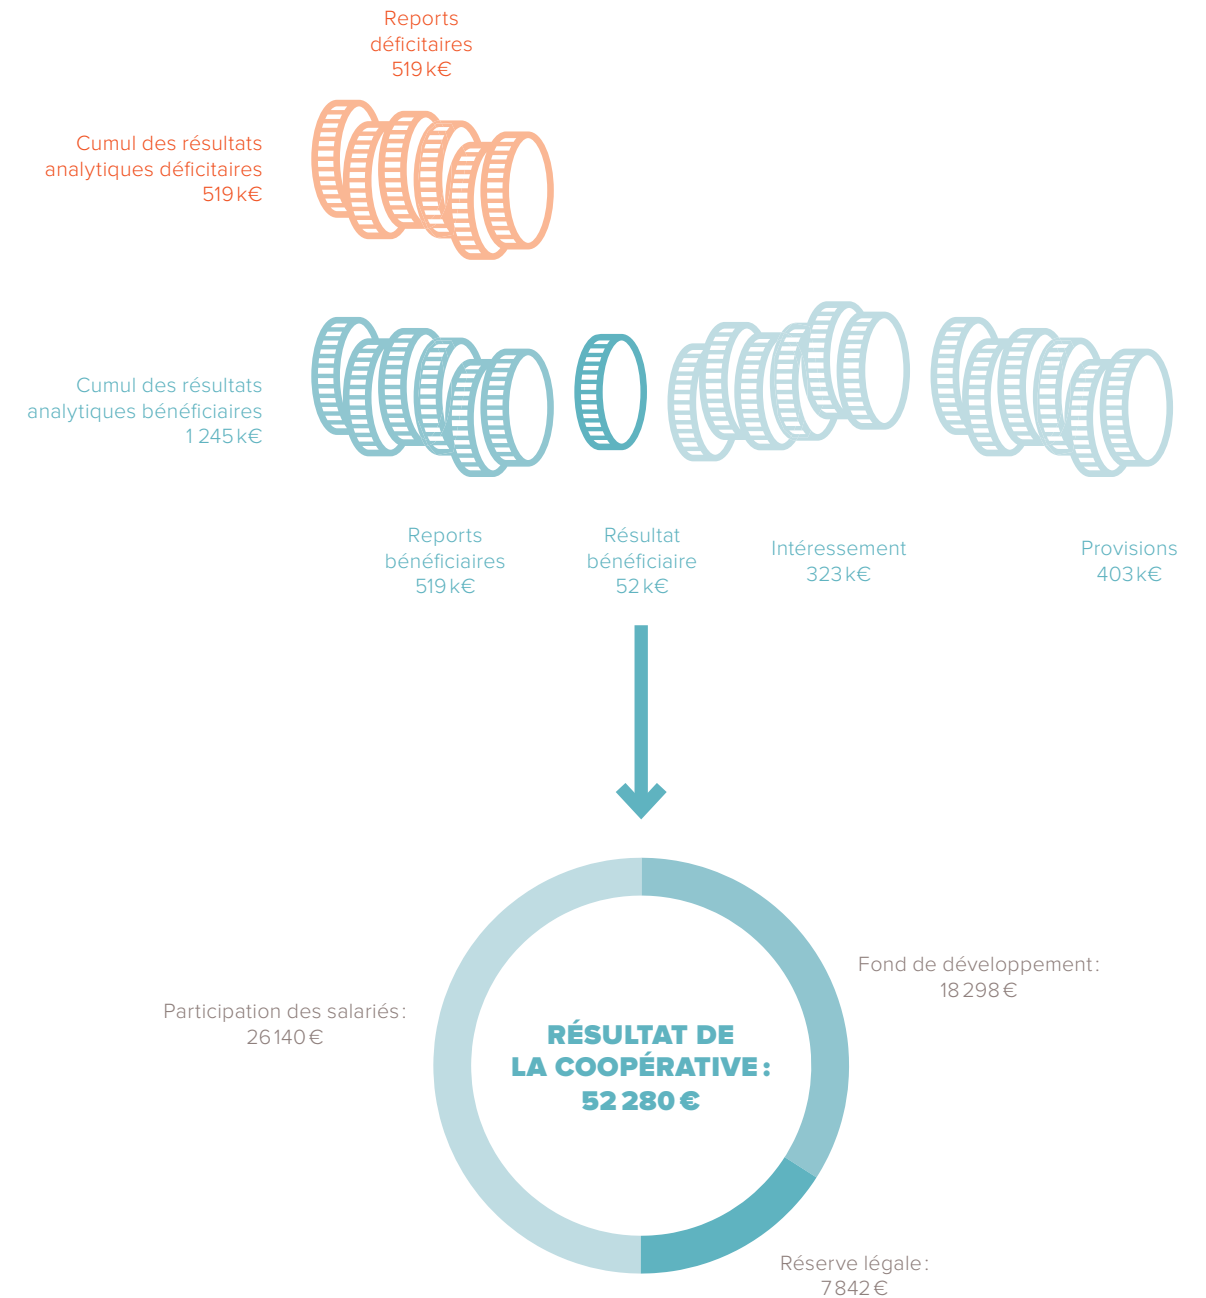 Reports
déficitaires
519 k€
Cumul des résultats
analytiques déficitaires
519 k€
Cumul des résultats
analytiques bénéficiaires
1 245 k€
Reports
bénéficiaires
519 k€
Résultat
bénéficiaire
52 k€
Intéressement
323 k€
Provisions
403 k€
Fond de développement :
18 298 €
Participation des salariés :
26 140 €
RÉSULTAT DE
LA COOPÉRATIVE :
52 280 €
Réserve légale :
7 842 €